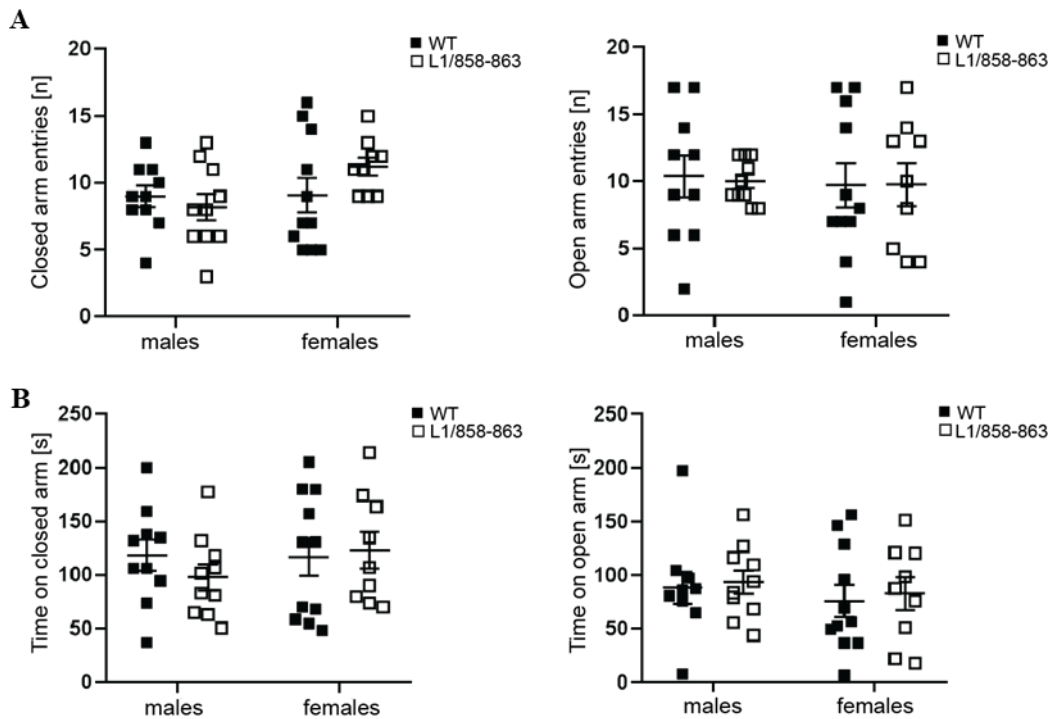 A
Closed arm entries [n]
20
15
10
5
0
males
females
WT
L1/858-863
Open arm entries [n]
20
15
10
5
0
males
females
WT
L1/858-863
B
Time on closed arm [s]
250
200
150
100
50
0
males
females
WT
L1/858-863
Time on open arm [s]
250
200
150
100
50
0
males
females
WT
L1/858-863